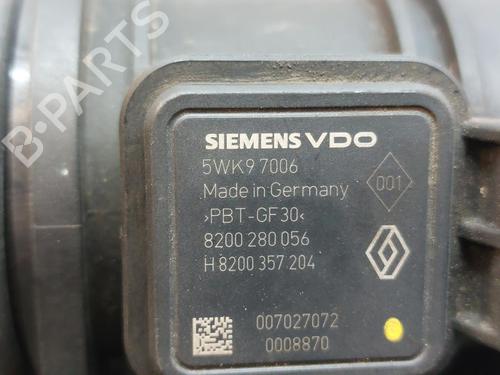 B-PARTS
SIEMENS VDO
5WK9 7006
Made in Germany
001
>PBT-GF30<
8200 280 056
H 8200 357 204
007027072
0008870